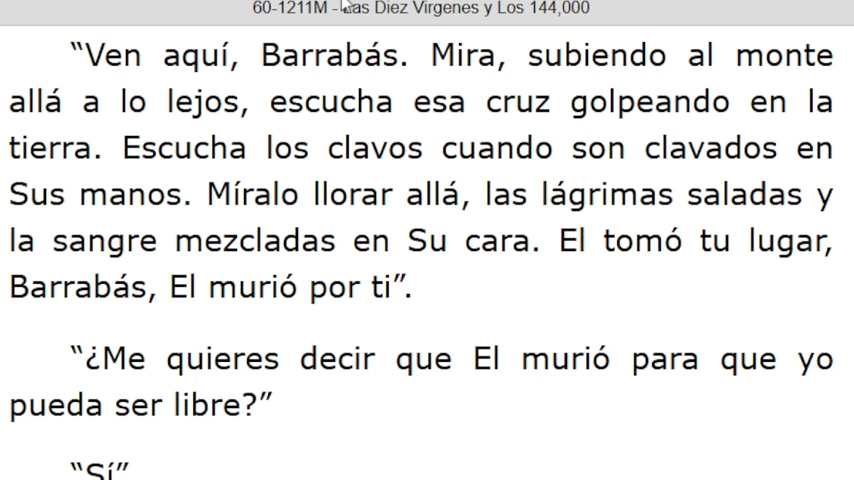 60-1211M - Las Diez Virgenes y Los 144,000
“Ven aquí, Barrabás. Mira, subiendo al monte
allá a lo lejos, escucha esa cruz golpeando en la
tierra. Escucha los clavos cuando son clavados en
Sus manos. Míralo llorar allá, las lágrimas saladas y
la sangre mezcladas en Su cara. El tomó tu lugar,
Barrabás, El murió por ti”.
“¿Me quieres decir que El murió para que yo
pueda ser libre?”
“Sí”